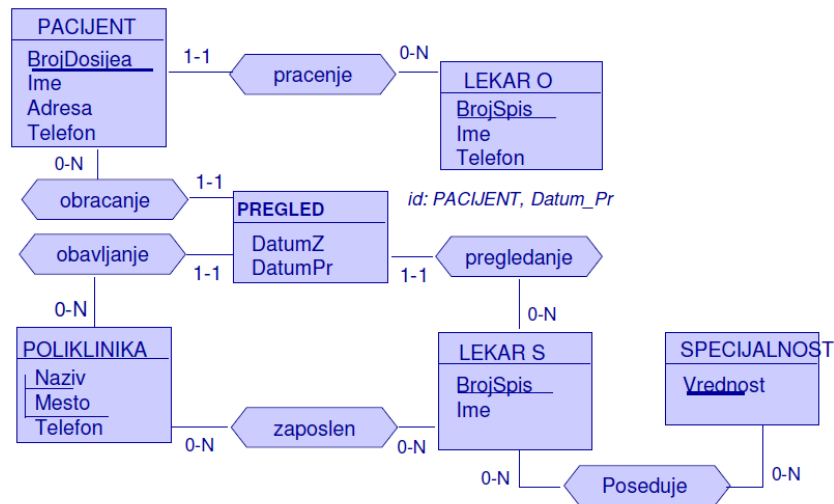 PACIJENT
BrojDosijea
Ime
Adresa
Telefon
1-1
pracenje
0-N
LEKAR O
BrojSpis
Ime
Telefon
0-N
obracanje
1-1
PREGLED
DatumZ
DatumPr
id: PACIJENT, Datum_Pr
obavljanje
1-1
1-1
pregledanje
0-N
0-N
POLIKLINIKA
Naziv
Mesto
Telefon
LEKAR S
BrojSpis
Ime
SPECIJALNOST
Vrednost
0-N
zaposlen
0-N
0-N
Poseduje
0-N